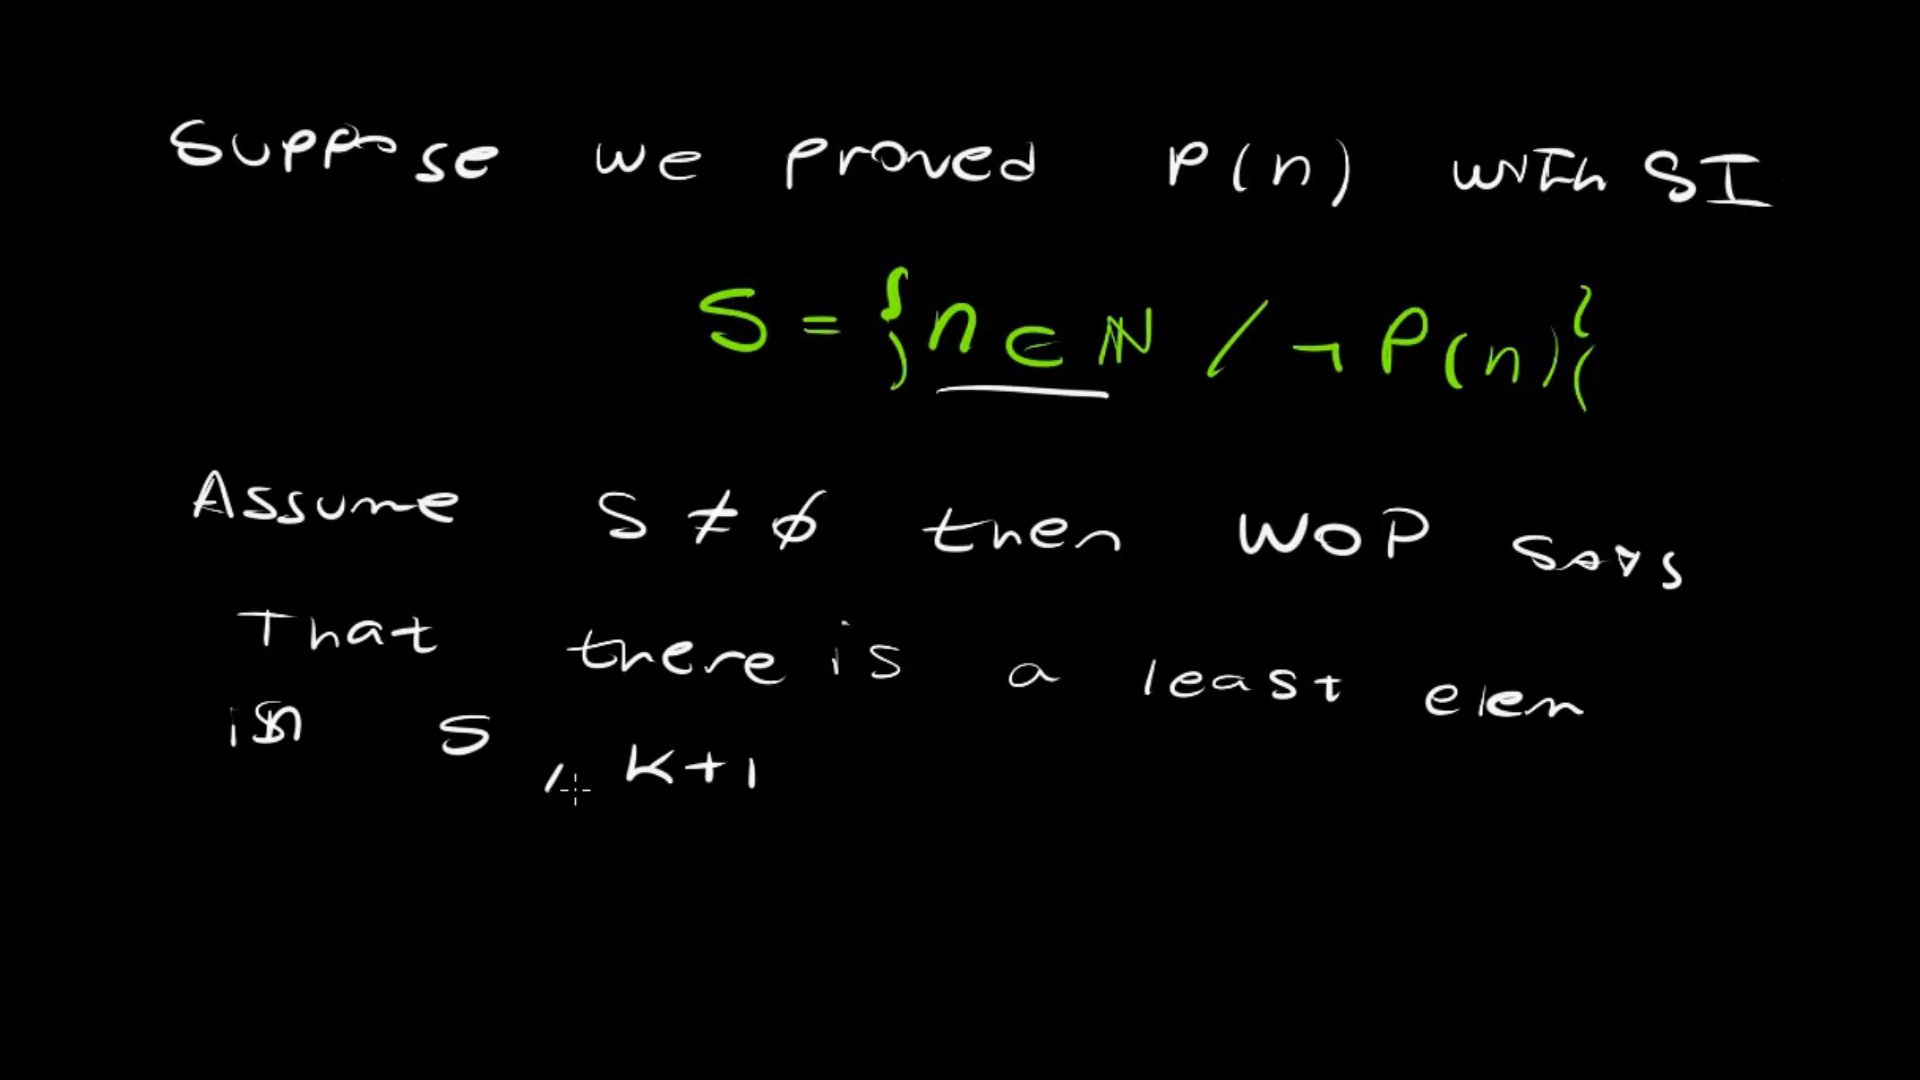 Suppose we proved P(n) with SI
S = {n ∈ ℕ / ¬P(n)}
Assume S ≠ ∅ then WOP says
That there is a least elem
in S , k+1